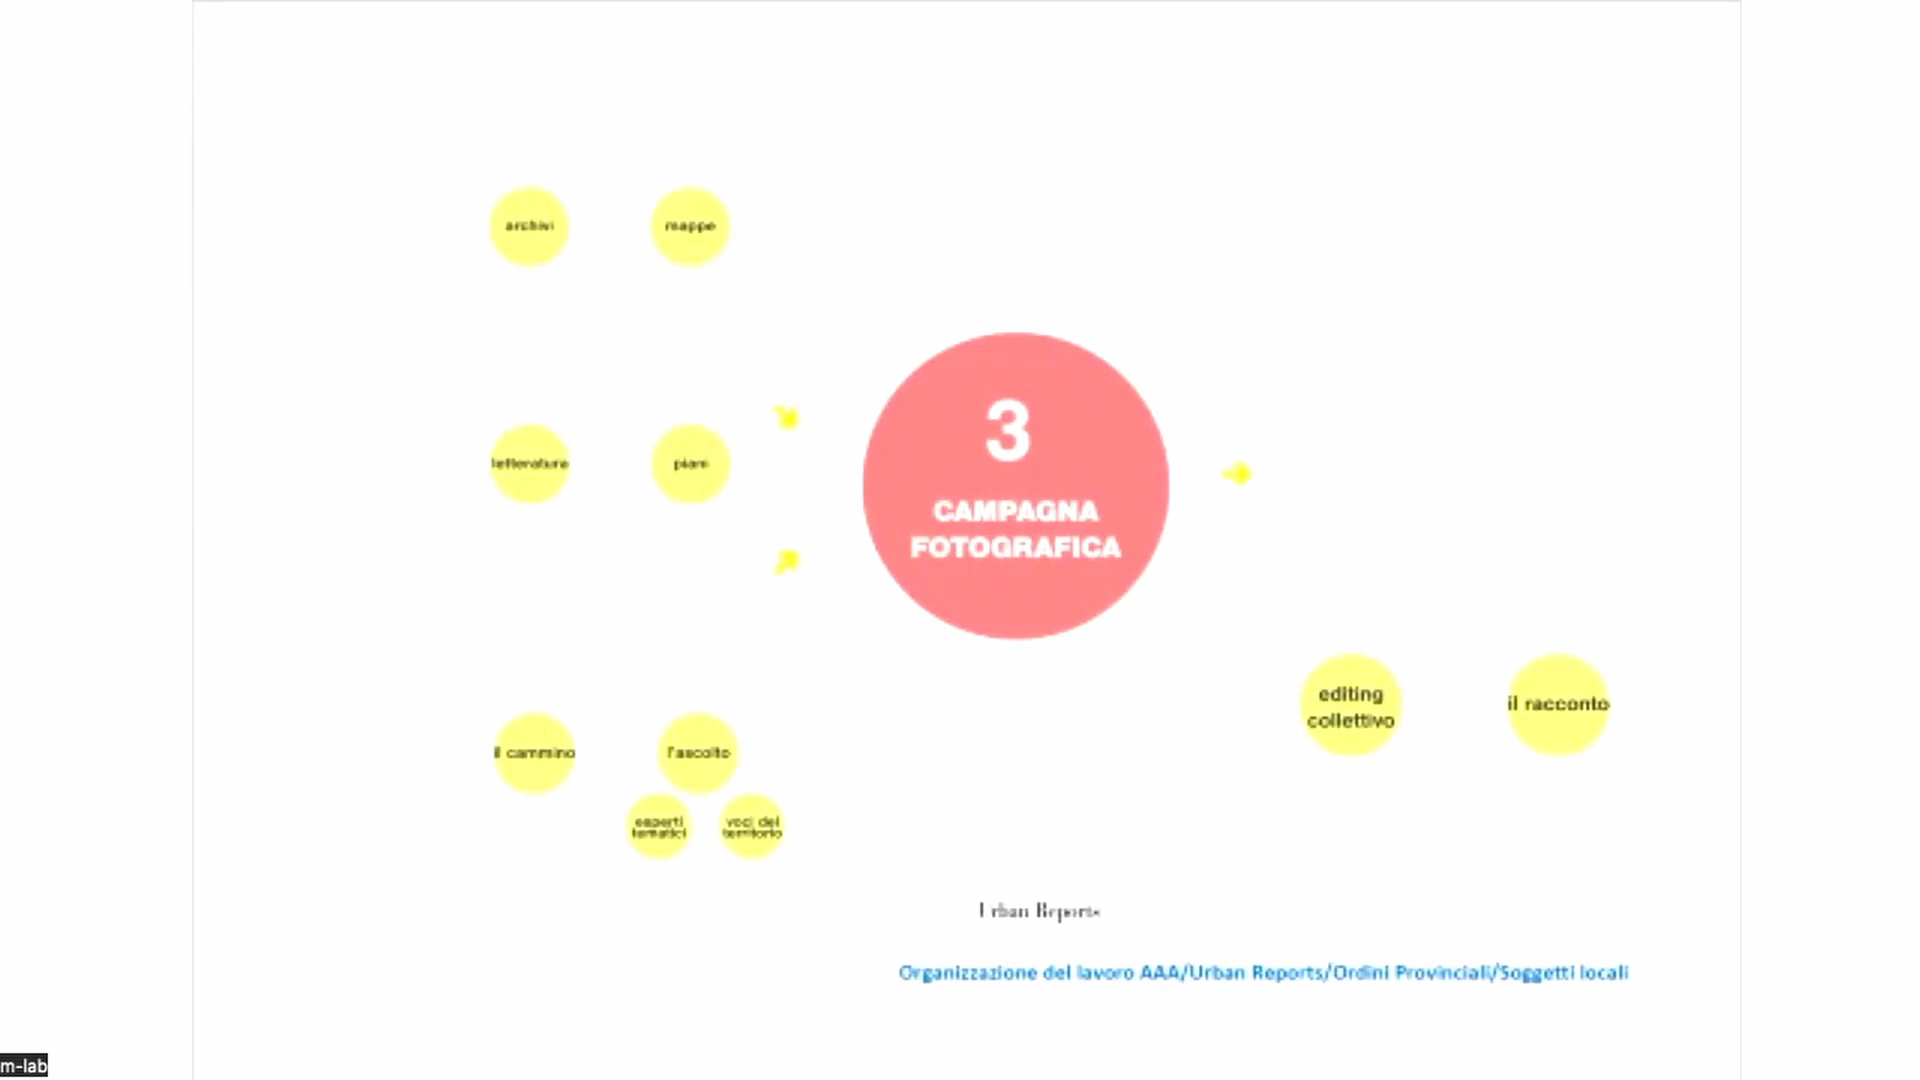 archivi
mappe
letteratura
piani
3
CAMPAGNA
FOTOGRAFICA
il cammino
l'ascolto
esperti
tematici
voci del
territorio
editing
collettivo
il racconto
Urban Reports
Organizzazione del lavoro AAA/Urban Reports/Ordini Provinciali/Soggetti locali
m-lab